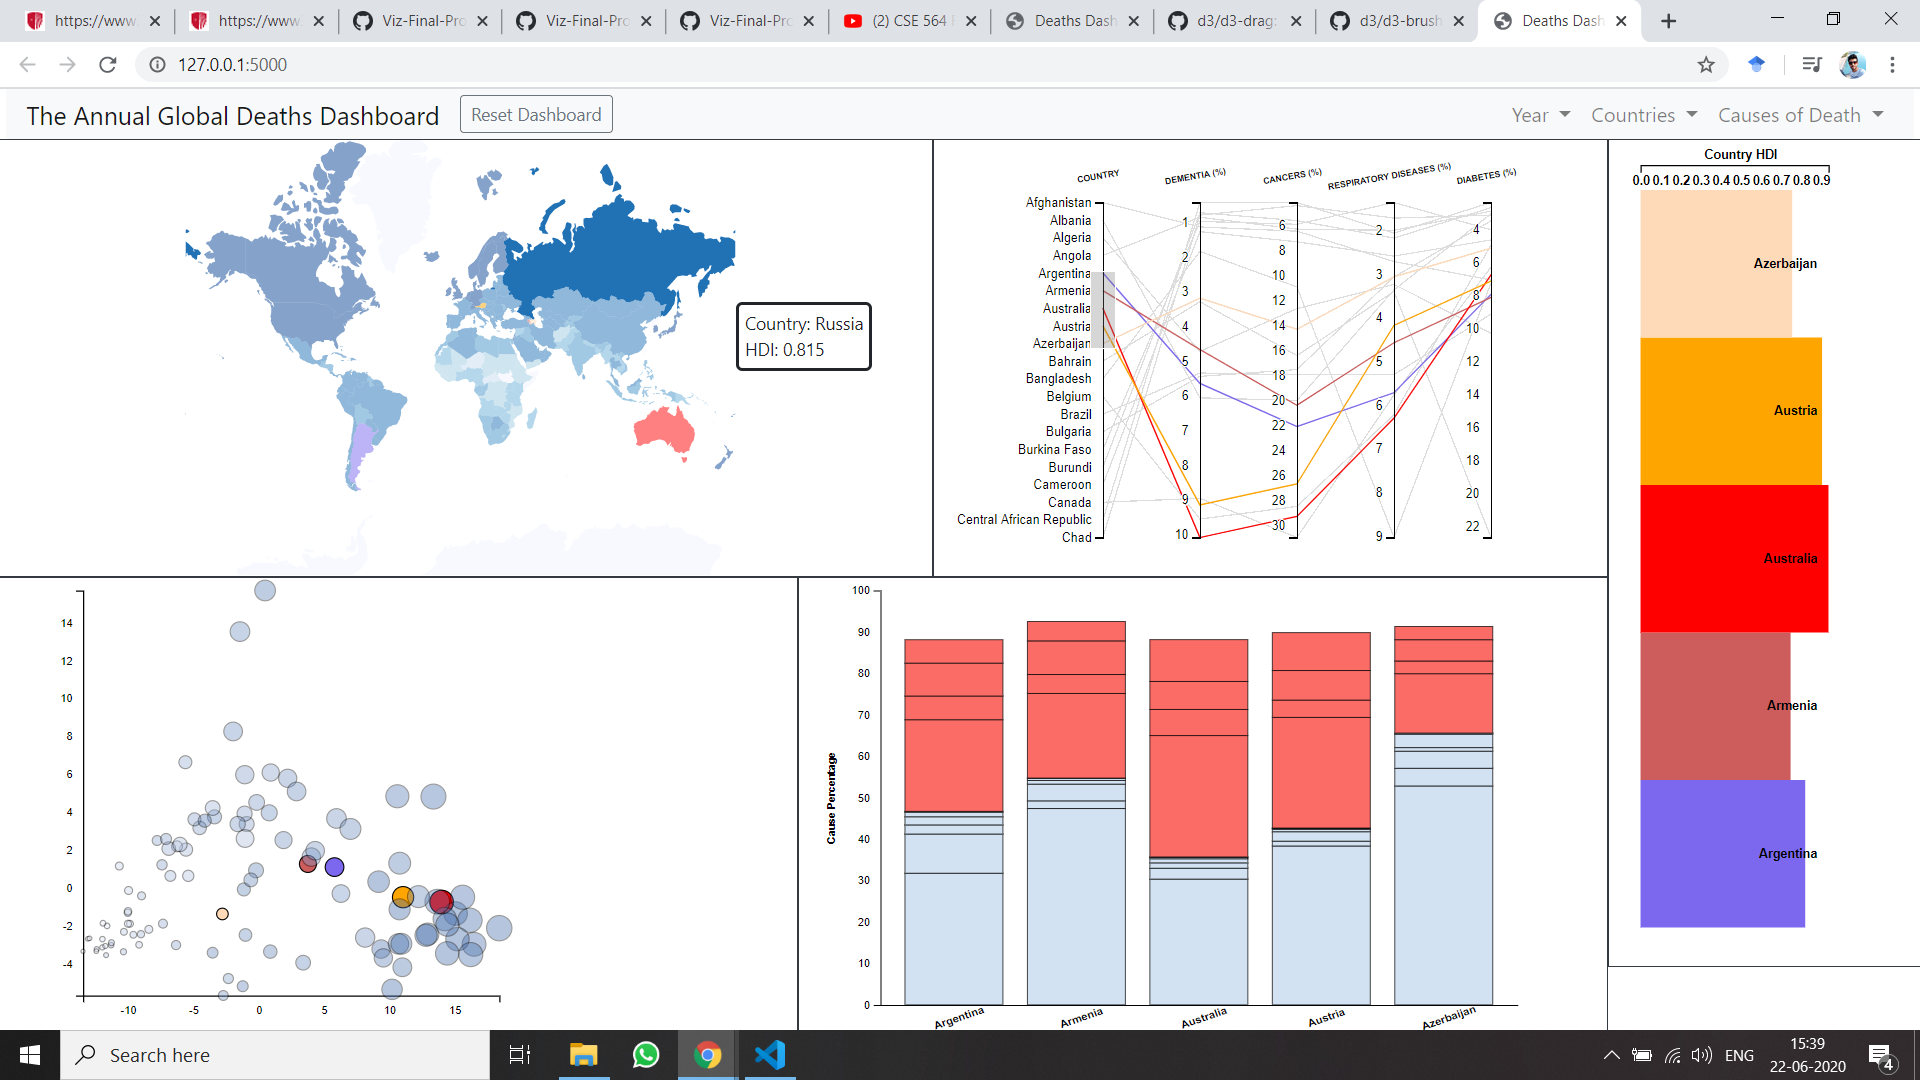 https://www
https://www
Viz-Final-Pro
Viz-Final-Pro
Viz-Final-Pro
(2) CSE 564
Deaths Dash
d3/d3-drag:
d3/d3-brush
Deaths Dash
127.0.0.1:5000
The Annual Global Deaths Dashboard
Reset Dashboard
Year
Countries
Causes of Death
Country: Russia
HDI: 0.815
COUNTRY
DEMENTIA (%)
CANCERS (%)
RESPIRATORY DISEASES (%)
DIABETES (%)
Afghanistan
Albania
Algeria
Angola
Argentina
Armenia
Australia
Austria
Azerbaijan
Bahrain
Bangladesh
Belgium
Brazil
Bulgaria
Burkina Faso
Burundi
Cameroon
Canada
Central African Republic
Chad
1
2
3
4
5
6
7
8
9
10
6
8
10
12
14
16
18
20
22
24
26
28
30
2
3
4
5
6
7
8
9
4
6
8
10
12
14
16
18
20
22
Country HDI
0.0 0.1 0.2 0.3 0.4 0.5 0.6 0.7 0.8 0.9
Azerbaijan
Austria
Australia
Armenia
Argentina
14
12
10
8
6
4
2
0
-2
-4
-10 -5 0 5 10 15
Cause Percentage
100
90
80
70
60
50
40
30
20
10
0
Argentina
Armenia
Australia
Austria
Azerbaijan
Search here
ENG
15:39
22-06-2020
4